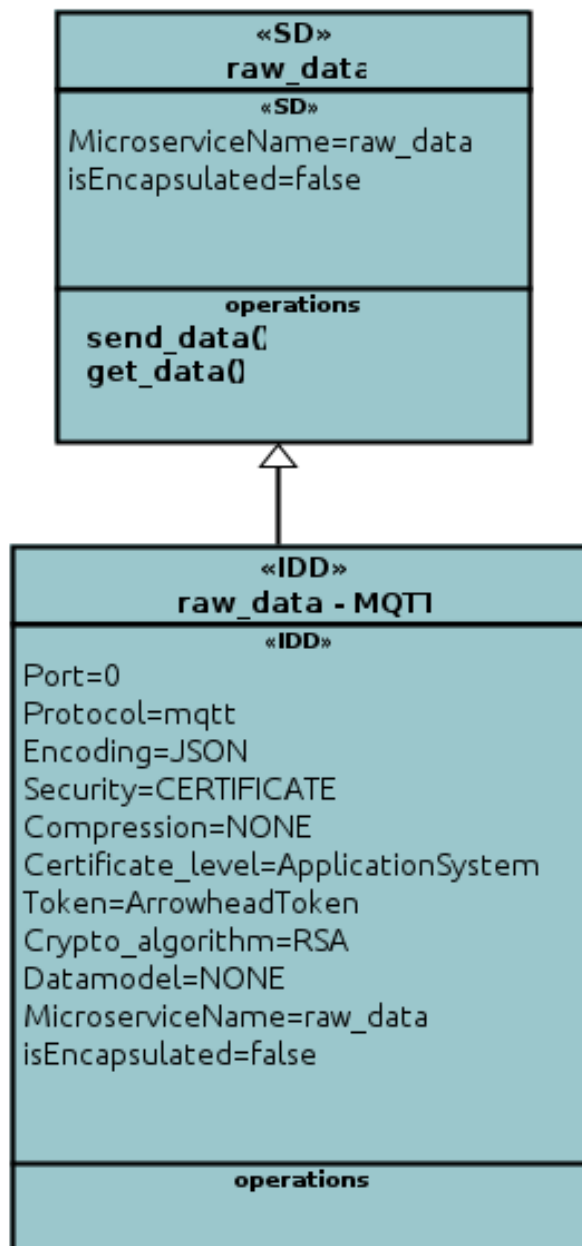 «SD»
raw_data
«SD»
MicroserviceName=raw_data
isEncapsulated=false
operations
send_data()
get_data()
«IDD»
raw_data - MQTT
«IDD»
Port=0
Protocol=mqtt
Encoding=JSON
Security=CERTIFICATE
Compression=NONE
Certificate_level=ApplicationSystem
Token=ArrowheadToken
Crypto_algorithm=RSA
Datamodel=NONE
MicroserviceName=raw_data
isEncapsulated=false
operations